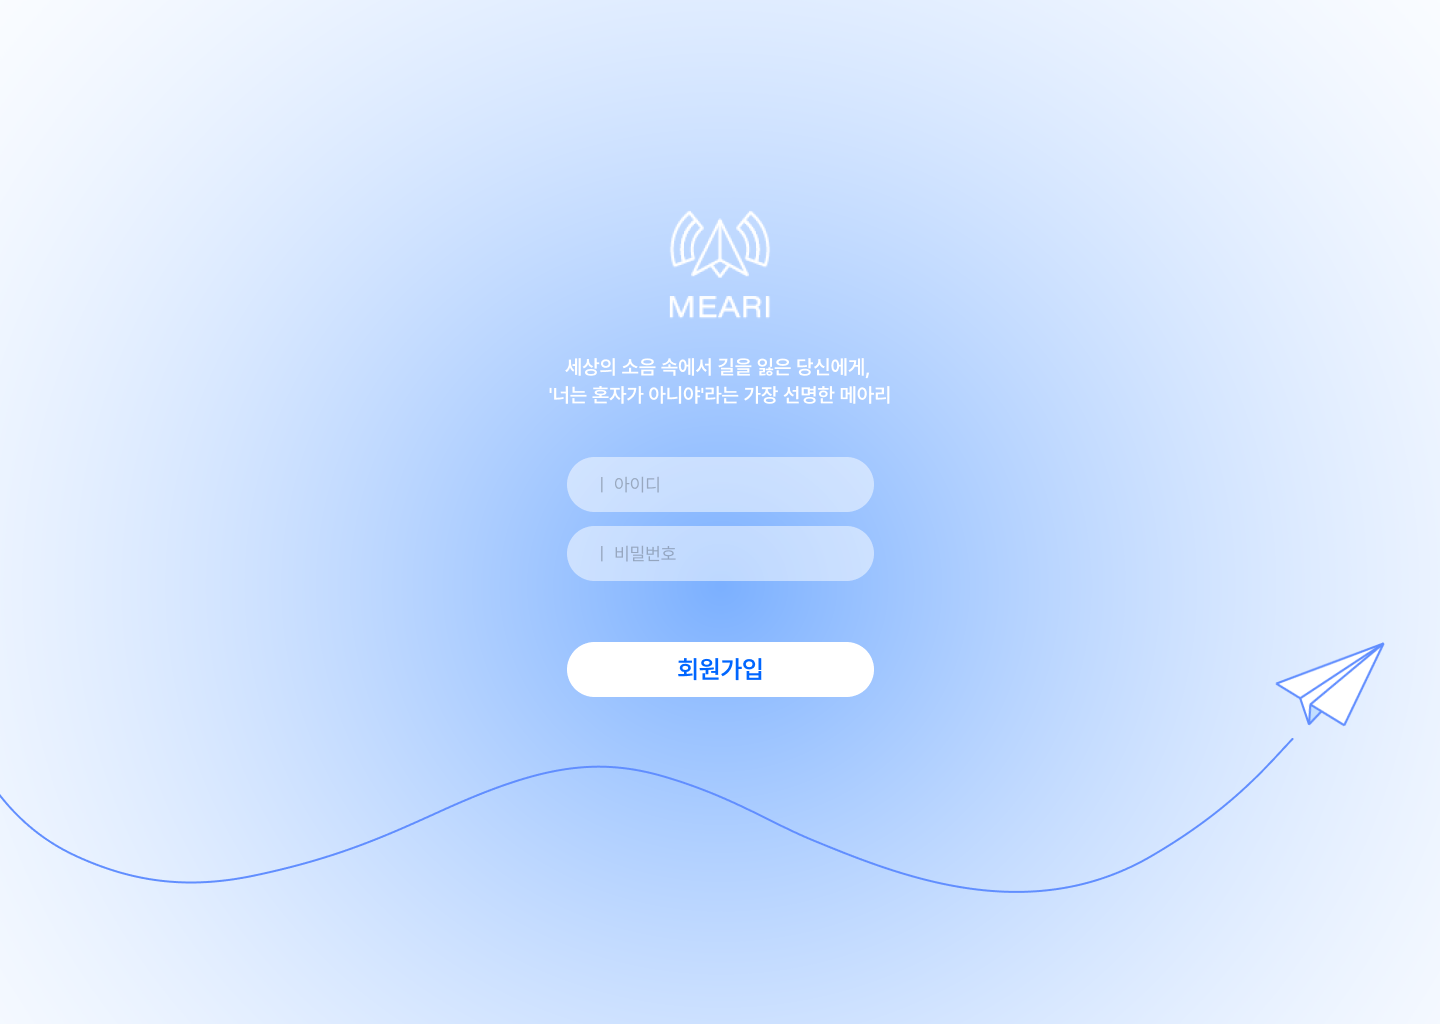 MEARI
세상의 소음 속에서 길을 잃은 당신에게,
'너는 혼자가 아니야'라는 가장 선명한 메아리
| 아이디
| 비밀번호
회원가입